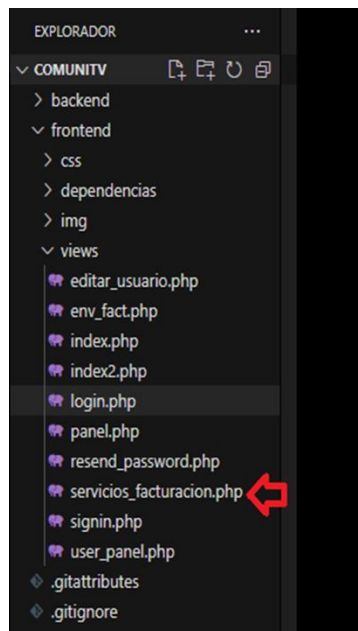 EXPLORADOR ...
COMUNITV
backend
frontend
css
dependencias
img
views
editar_usuario.php
env_fact.php
index.php
index2.php
login.php
panel.php
resend_password.php
servicios_facturacion.php
signin.php
user_panel.php
.gitattributes
.gitignore